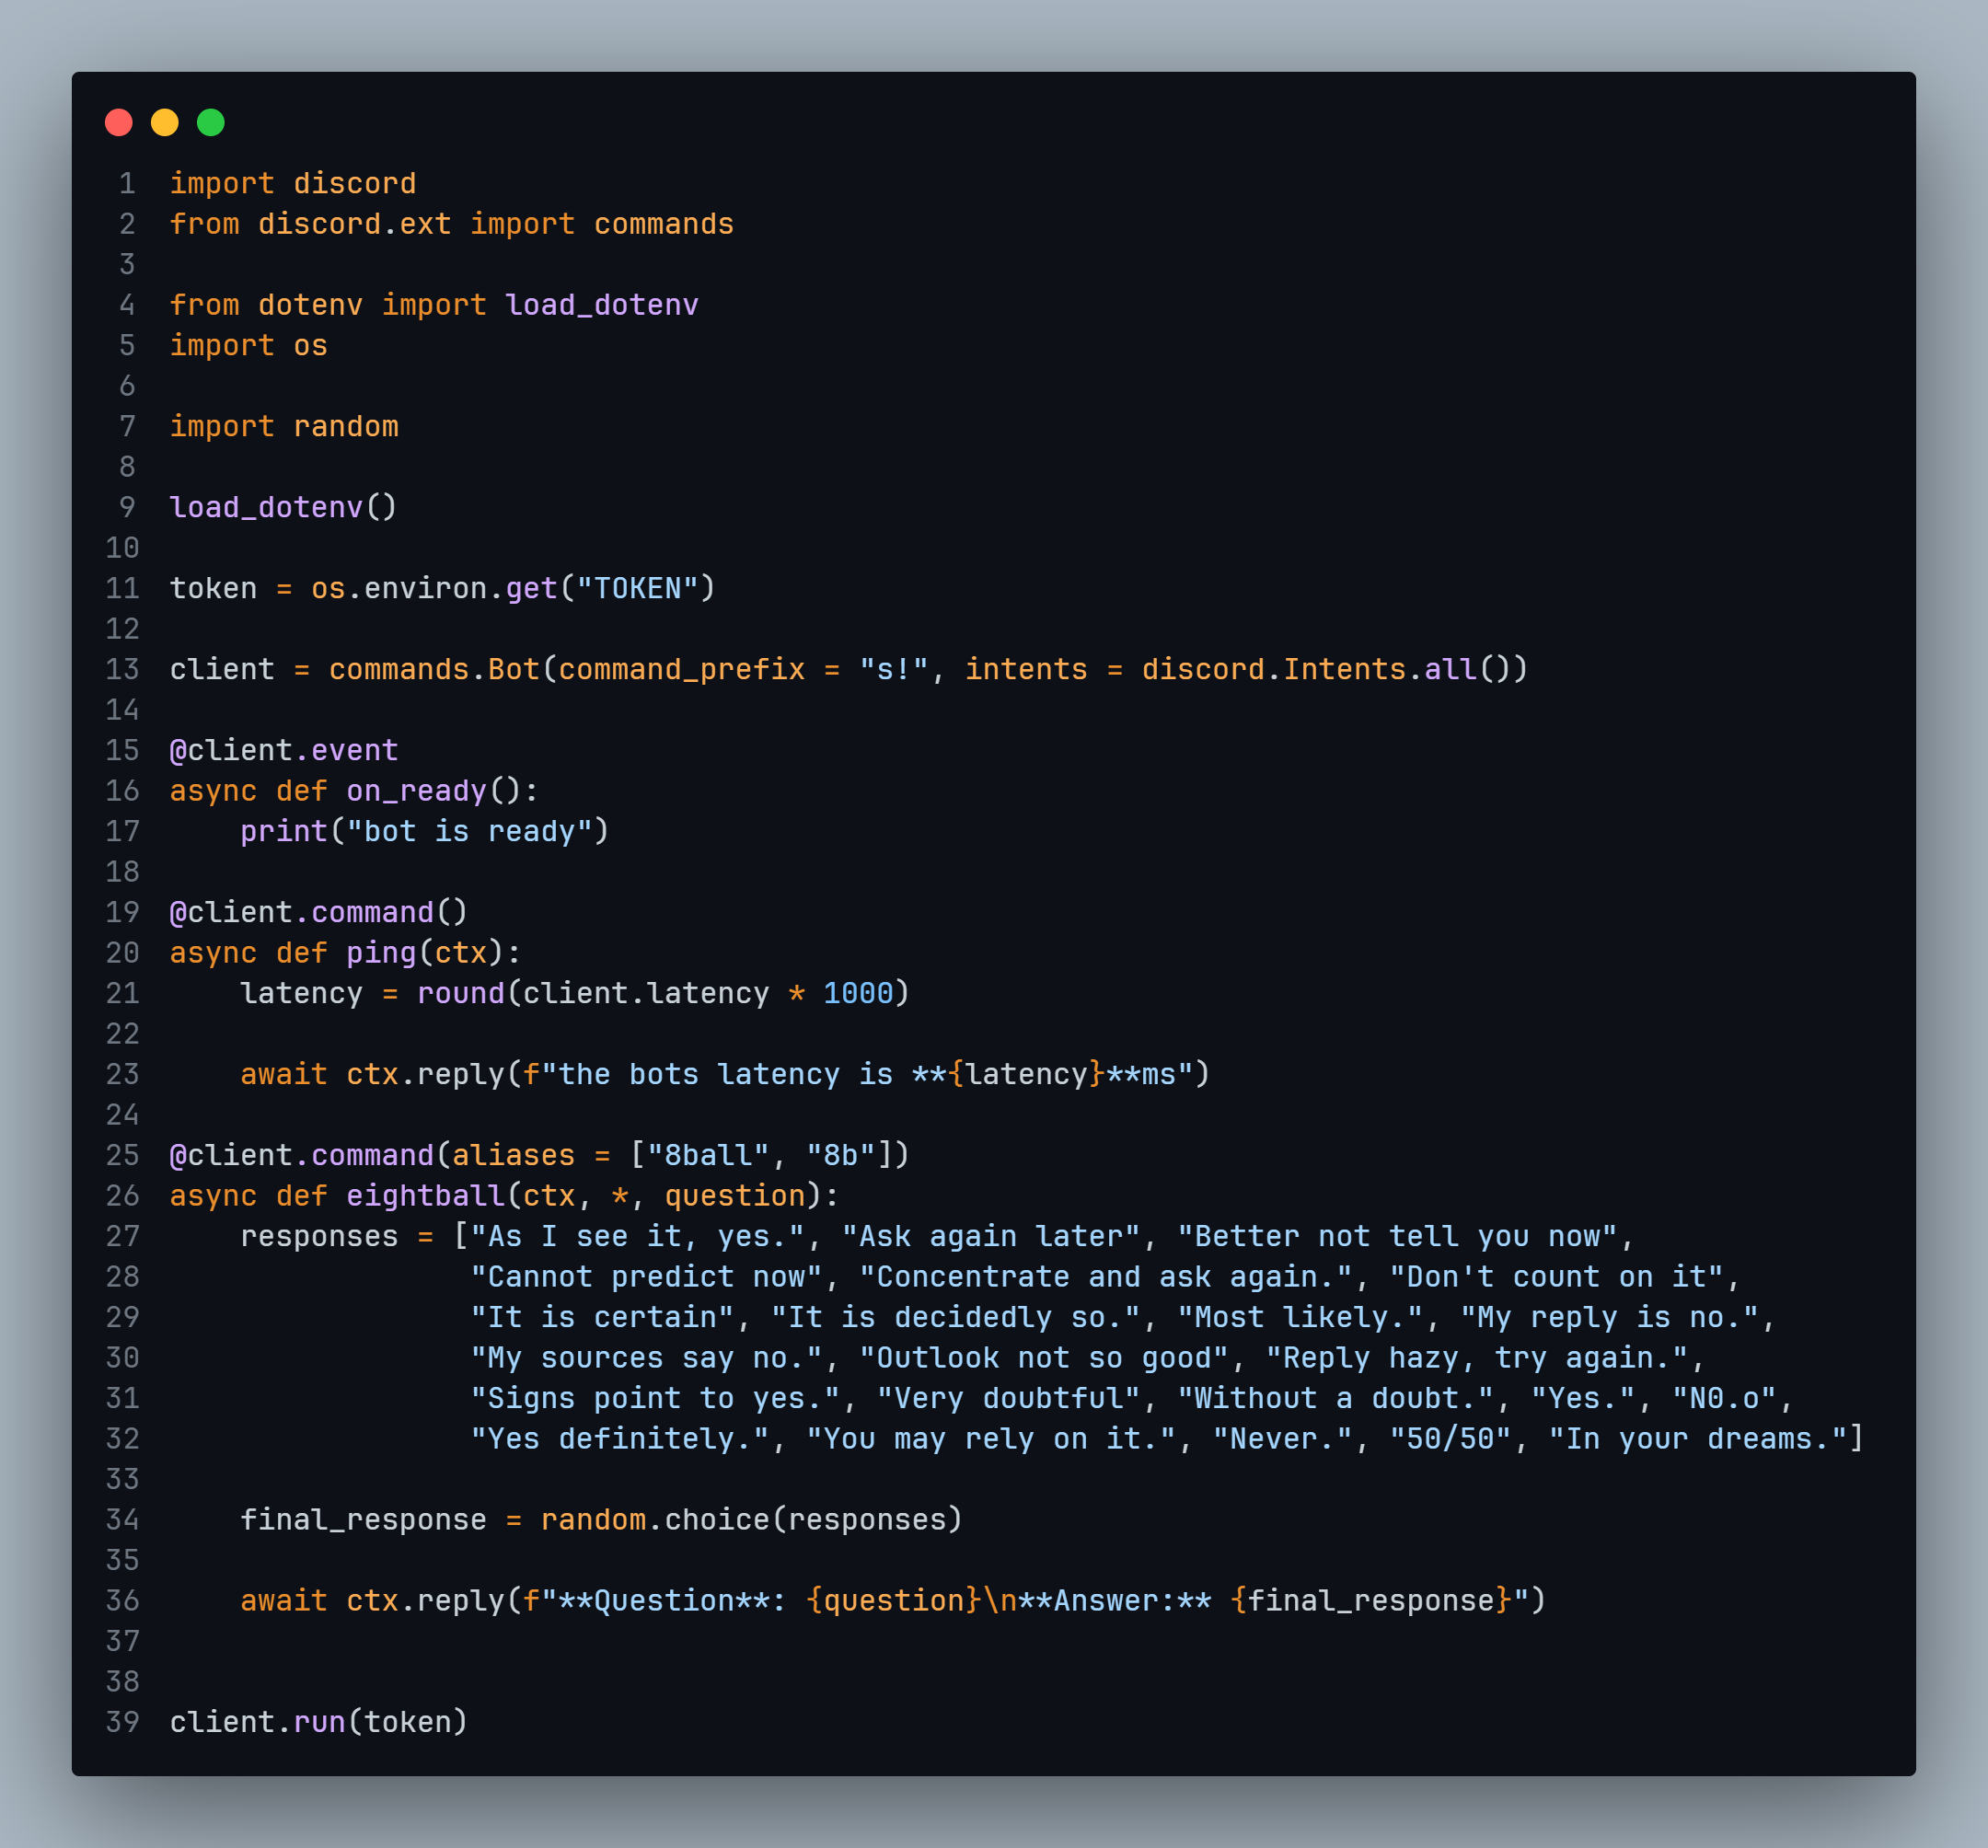 1 import discord
2 from discord.ext import commands
3
4 from dotenv import load_dotenv
5 import os
6
7 import random
8
9 load_dotenv()
10
11 token = os.environ.get("TOKEN")
12
13 client = commands.Bot(command_prefix = "s!", intents = discord.Intents.all())
14
15 @client.event
16 async def on_ready():
17     print("bot is ready")
18
19 @client.command()
20 async def ping(ctx):
21     latency = round(client.latency * 1000)
22
23     await ctx.reply(f"the bots latency is **{latency}**ms")
24
25 @client.command(aliases = ["8ball", "8b"])
26 async def eightball(ctx, *, question):
27     responses = ["As I see it, yes.", "Ask again later", "Better not tell you now",
28                  "Cannot predict now", "Concentrate and ask again.", "Don't count on it",
29                  "It is certain", "It is decidedly so.", "Most likely.", "My reply is no.",
30                  "My sources say no.", "Outlook not so good", "Reply hazy, try again.",
31                  "Signs point to yes.", "Very doubtful", "Without a doubt.", "Yes.", "N0.o",
32                  "Yes definitely.", "You may rely on it.", "Never.", "50/50", "In your dreams."]
33
34     final_response = random.choice(responses)
35
36     await ctx.reply(f"**Question**: {question}\n**Answer:** {final_response}")
37
38
39 client.run(token)